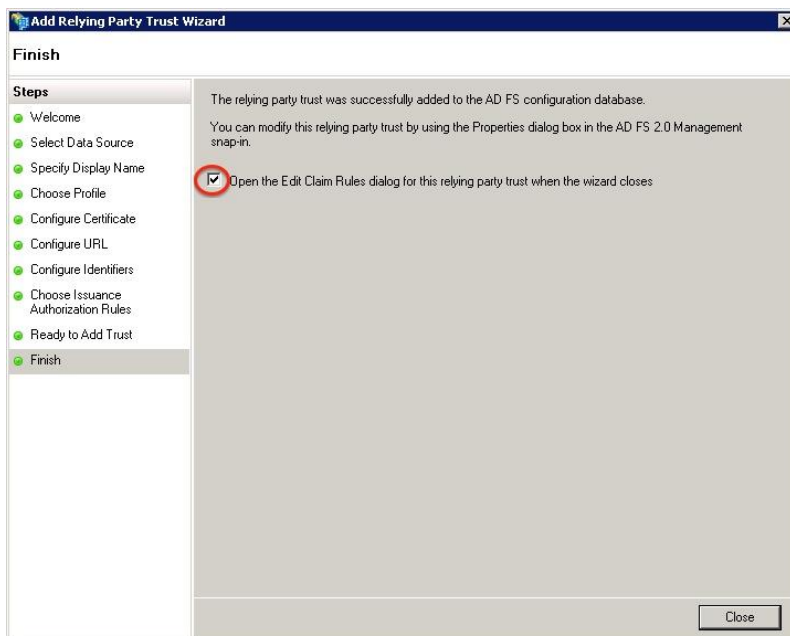 Add Relying Party Trust Wizard
Finish
Steps
Welcome
Select Data Source
Specify Display Name
Choose Profile
Configure Certificate
Configure URL
Configure Identifiers
Choose Issuance
Authorization Rules
Ready to Add Trust
Finish
The relying party trust was successfully added to the AD FS configuration database.
You can modify this relying party trust by using the Properties dialog box in the AD FS 2.0 Management
snap-in.
Open the Edit Claim Rules dialog for this relying party trust when the wizard closes
Close